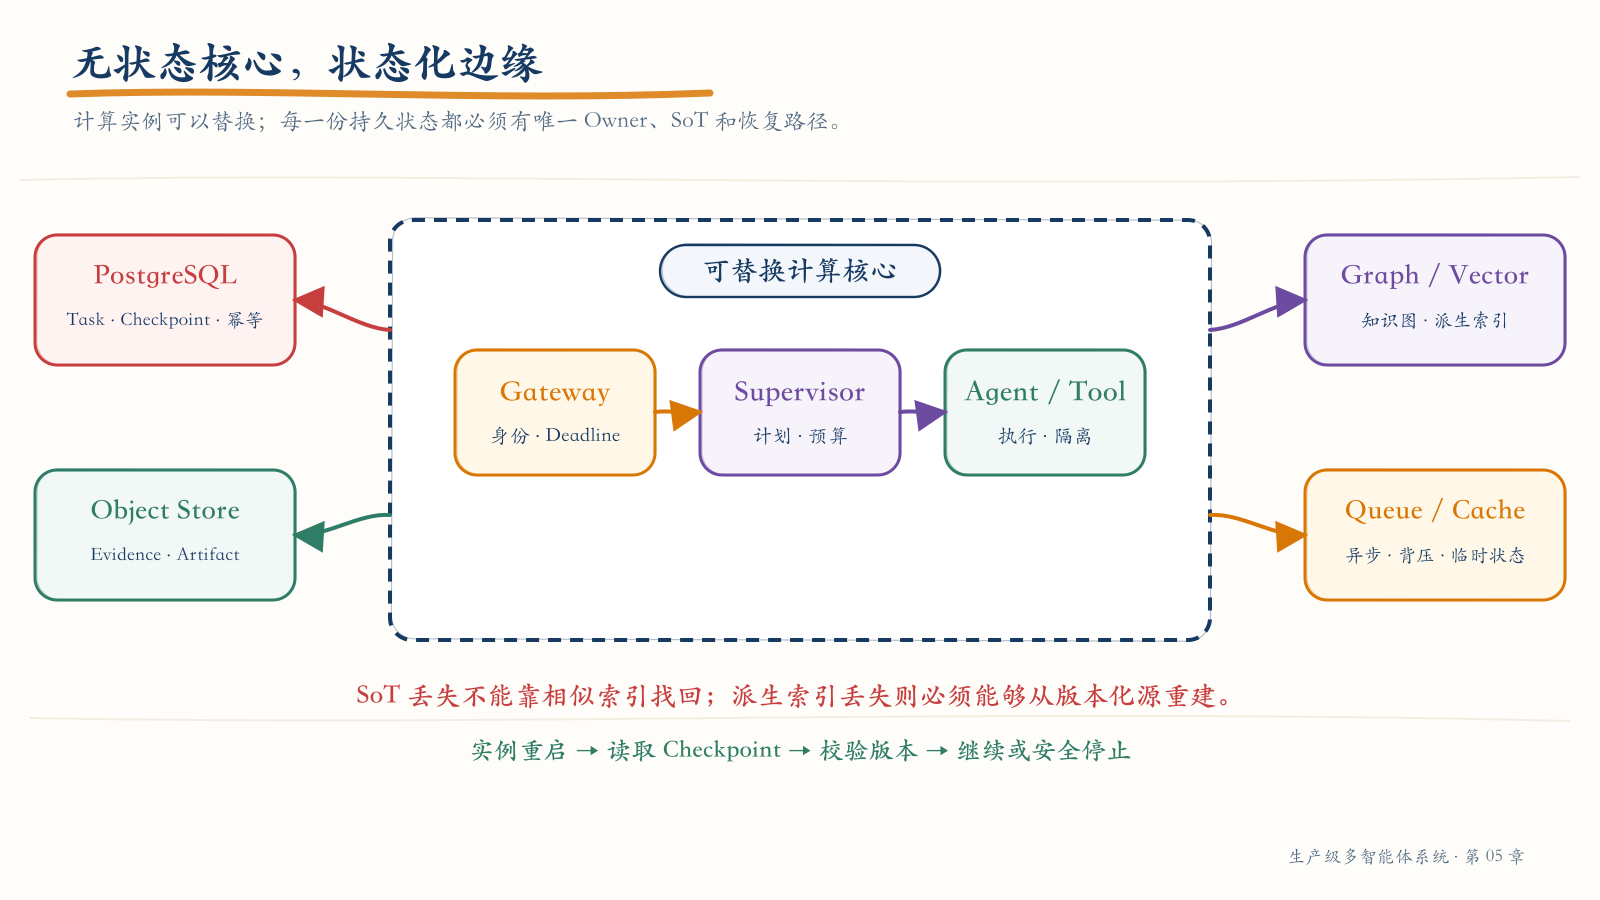 无状态核心，状态化边缘
计算实例可以替换；每一份持久状态都必须有唯一 Owner、SoT 和恢复路径。
PostgreSQL
Task · Checkpoint · 幂等
Object Store
Evidence · Artifact
可替换计算核心
Gateway
身份 · Deadline
Supervisor
计划 · 预算
Agent / Tool
执行 · 隔离
Graph / Vector
知识图 · 派生索引
Queue / Cache
异步 · 背压 · 临时状态
SoT 丢失不能靠相似索引找回；派生索引丢失则必须能够从版本化源重建。
实例重启 → 读取 Checkpoint → 校验版本 → 继续或安全停止
生产级多智能体系统 · 第 05 章